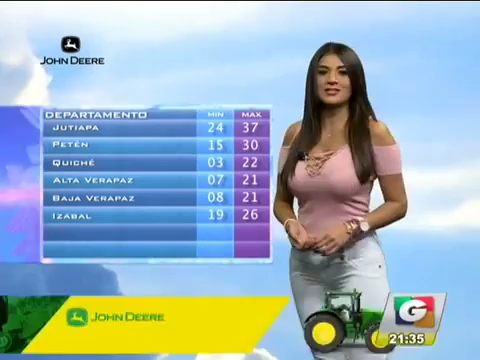 JOHN DEERE
DEPARTAMENTO MIN MAX
JUTIAPA 24 37
PETÉN 15 30
QUICHÉ 03 22
ALTA VERAPAZ 07 21
BAJA VERAPAZ 08 21
IZABAL 19 26
JOHN DEERE
G
21:35